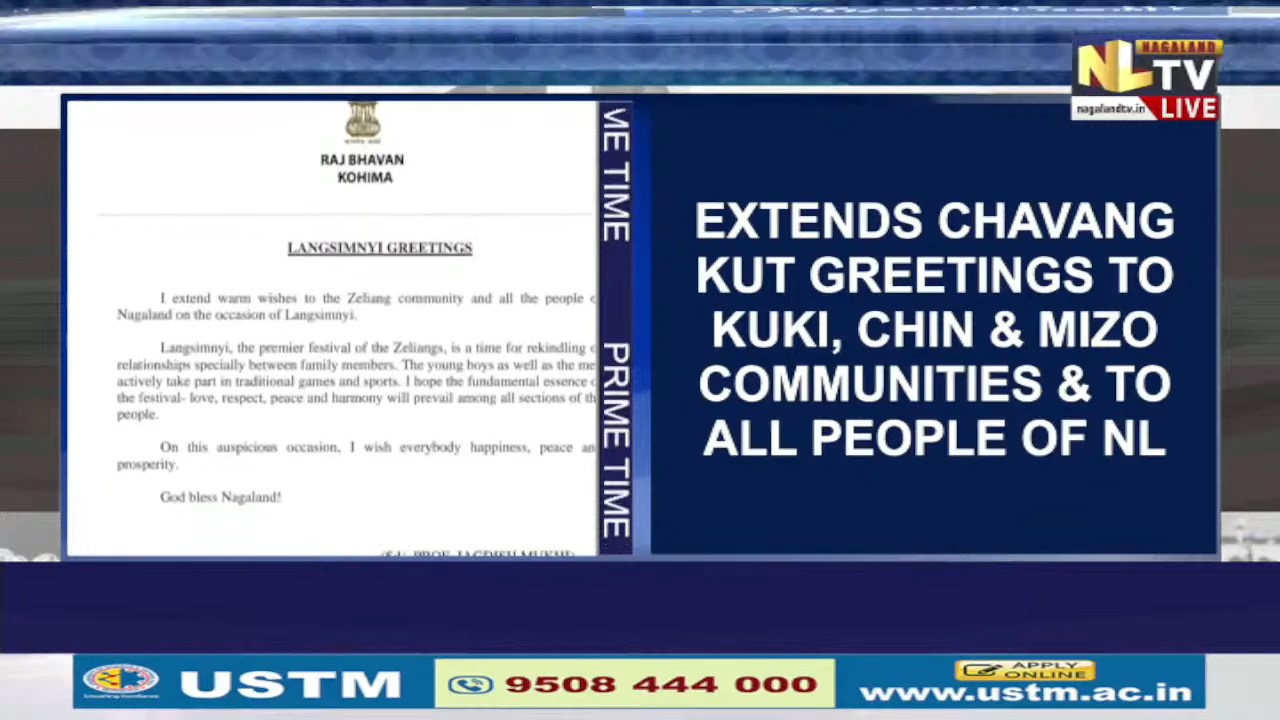 NAGALAND
NLTV
nagalandtv.in LIVE
RAJ BHAVAN
KOHIMA
LANGSIMNYI GREETINGS
I extend warm wishes to the Zeliang community and all the people
Nagaland on the occasion of Langsimnyi.
Langsimnyi, the premier festival of the Zeliangs, is a time for rekindling
relationships specially between family members. The young boys as well as the
actively take part in traditional games and sports. I hope the fundamental essence
the festival- love, respect, peace and harmony will prevail among all sections of
people.
On this auspicious occasion, I wish everybody happiness, peace
prosperity.
God bless Nagaland!
ME TIME
PRIME TIME
EXTENDS CHAVANG
KUT GREETINGS TO
KUKI, CHIN & MIZO
COMMUNITIES & TO
ALL PEOPLE OF NL
USTM
9508 444 000
APPLY
ONLINE
www.ustm.ac.in